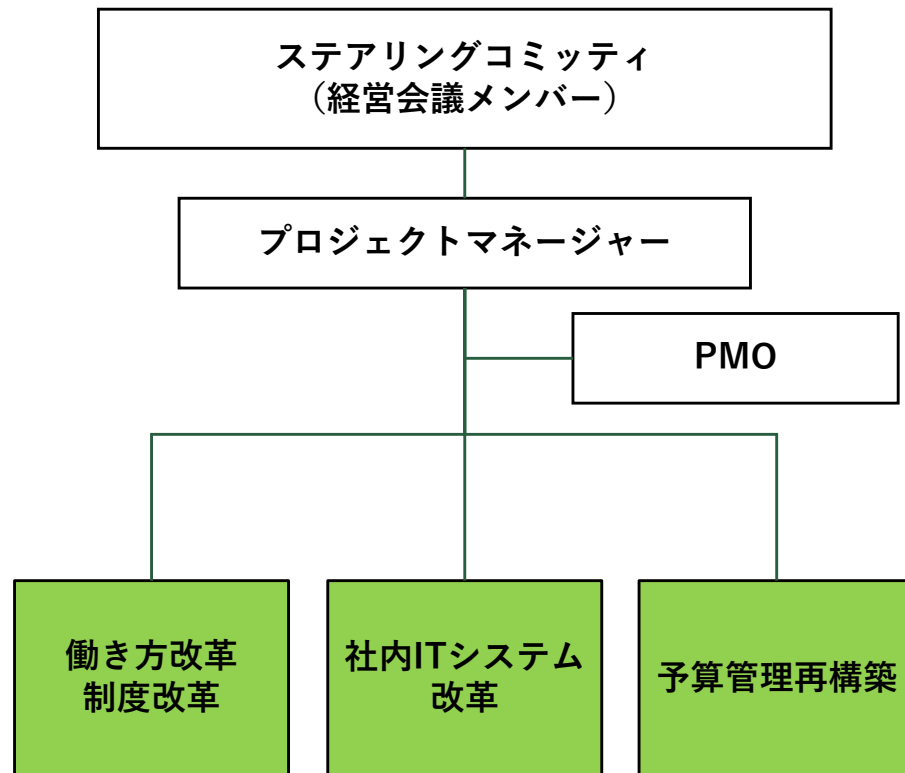 ステアリングコミッティ
（経営会議メンバー）
プロジェクトマネージャー
PMO
働き方改革
制度改革
社内ITシステム
改革
予算管理再構築